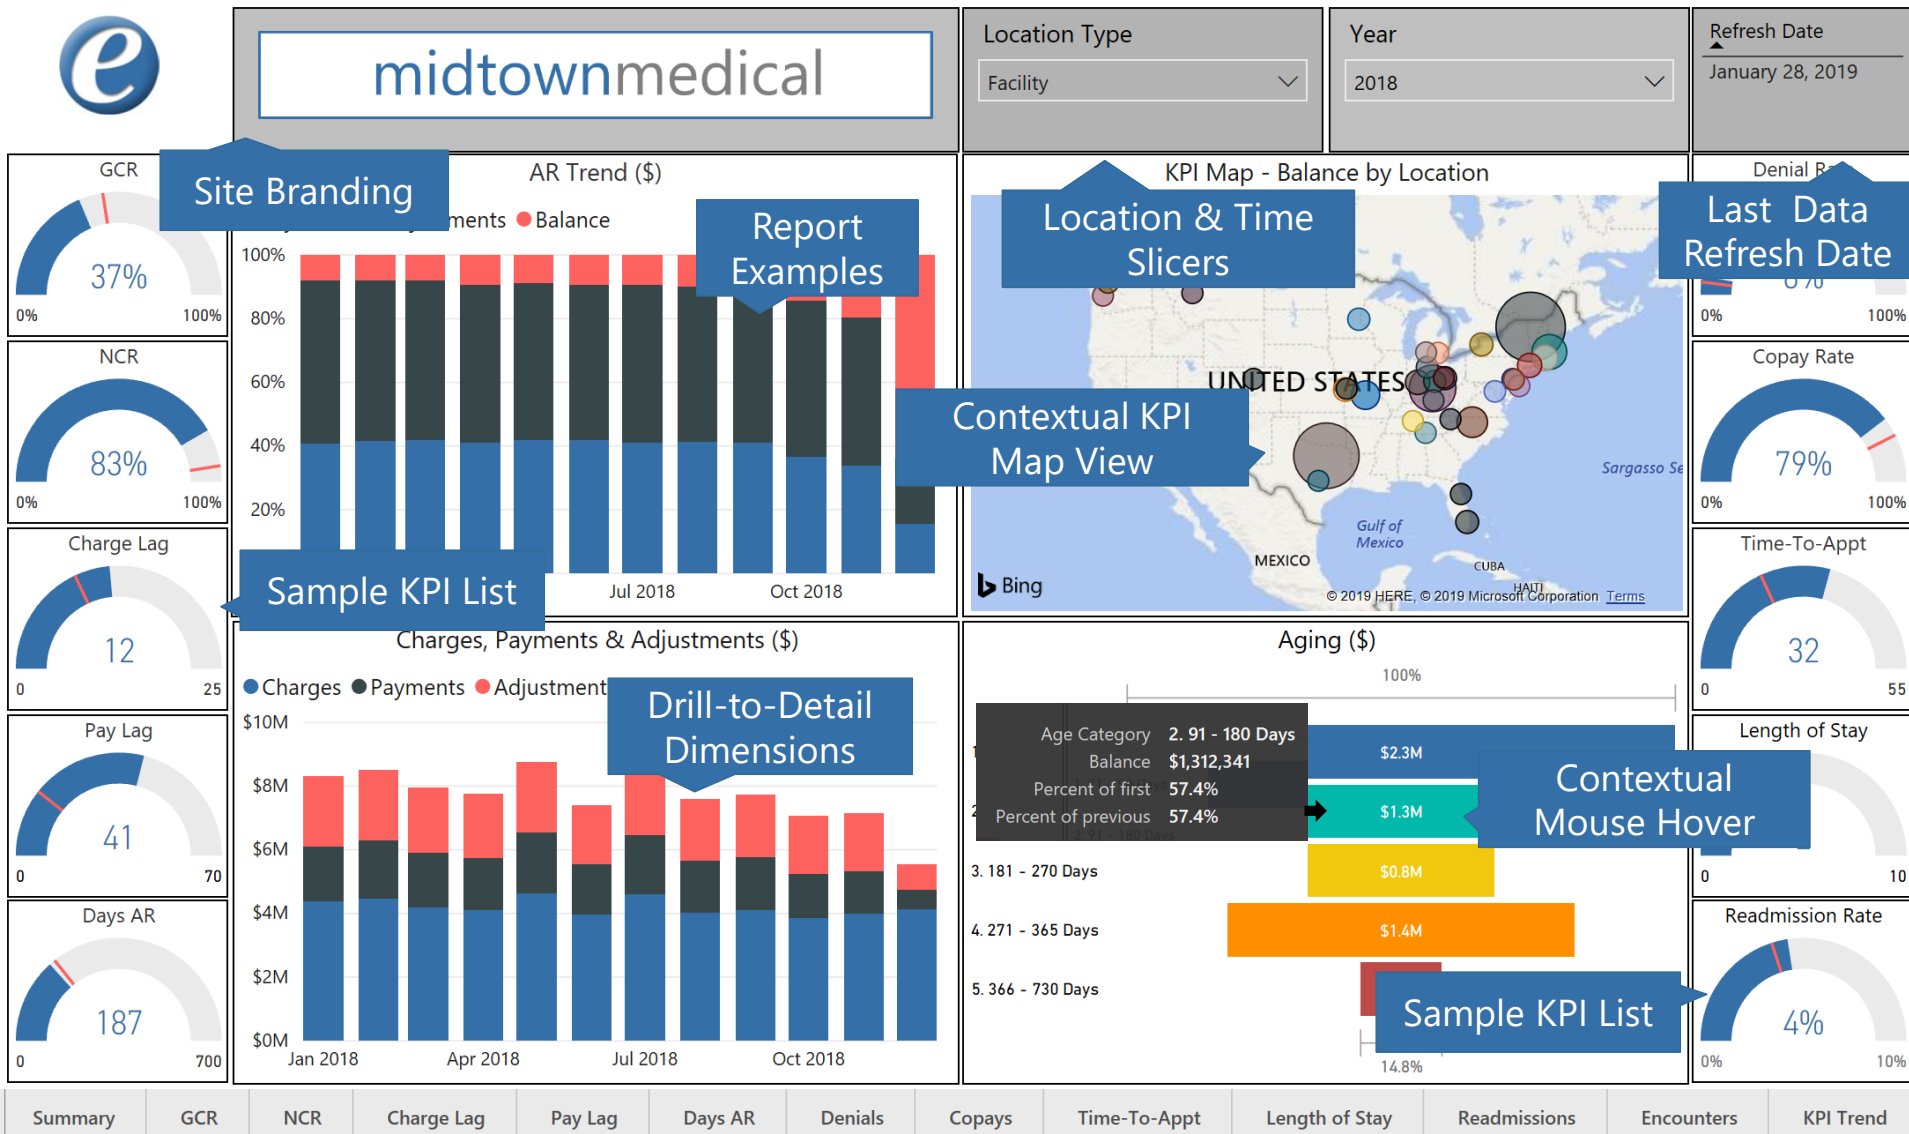 e
midtownmedical
Location Type
Facility
Year
2018
Refresh Date
January 28, 2019
Site Branding
Location & Time
Slicers
Last Data
Refresh Date
GCR
37%
0%
100%
NCR
83%
0%
100%
Charge Lag
12
0
25
Pay Lag
41
0
70
Days AR
187
0
700
Sample KPI List
AR Trend ($)
Balance
Report
Examples
100%
80%
60%
40%
20%
Jul 2018
Oct 2018
Charges, Payments & Adjustments ($)
Charges
Payments
Drill-to-Detail
Dimensions
$10M
$8M
$6M
$4M
$2M
$0M
Jan 2018
Apr 2018
Jul 2018
Oct 2018
KPI Map - Balance by Location
Contextual KPI
Map View
UNITED STATES
Sargasso
Gulf of
Mexico
MEXICO
CUBA
HAITI
Bing
© 2019 HERE, © 2019 Microsoft Corporation Terms
Aging ($)
100%
Age Category 2. 91 - 180 Days
Balance $1,312,341
Percent of first 57.4%
Percent of previous 57.4%
2. 91 - 180 Days
$2.3M
$1.3M
Contextual
Mouse Hover
3. 181 - 270 Days
$0.8M
4. 271 - 365 Days
$1.4M
5. 366 - 730 Days
14.8%
Sample KPI List
Denial
0%
100%
Copay Rate
79%
0%
100%
Time-To-Appt
32
0
55
Length of Stay
0
10
Readmission Rate
4%
0%
10%
Summary
GCR
NCR
Charge Lag
Pay Lag
Days AR
Denials
Copays
Time-To-Appt
Length of Stay
Readmissions
Encounters
KPI Trend